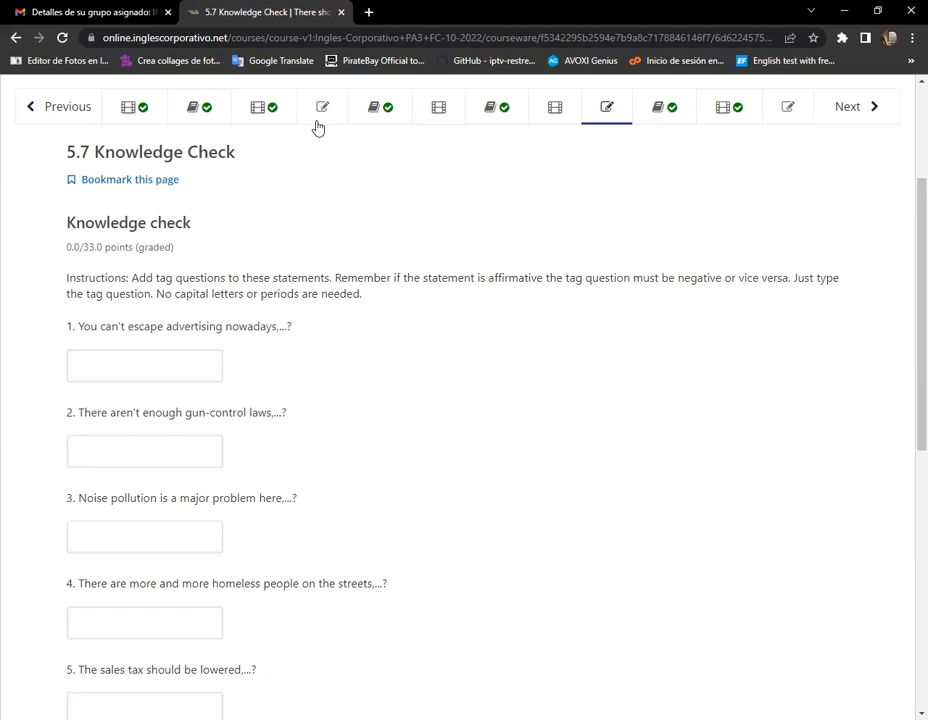 Detalles de su grupo asignado: I
5.7 Knowledge Check | There sho
online.inglescorporativo.net/courses/course-v1:Ingles-Corporativo+PA3+FC-10-2022/courseware/f5342295b2594e7b9a8c7178846146f7/6d6224575...
Editor de Fotos en l...
Crea collages de fot...
Google Translate
PirateBay Official to...
GitHub - iptv-restre...
AVOXI Genius
Inicio de sesión en...
English test with fre...
Previous
Next
5.7 Knowledge Check
Bookmark this page
Knowledge check
0.0/33.0 points (graded)
Instructions: Add tag questions to these statements. Remember if the statement is affirmative the tag question must be negative or vice versa. Just type
the tag question. No capital letters or periods are needed.
1. You can't escape advertising nowadays,...?
2. There aren't enough gun-control laws,...?
3. Noise pollution is a major problem here,...?
4. There are more and more homeless people on the streets,...?
5. The sales tax should be lowered,...?